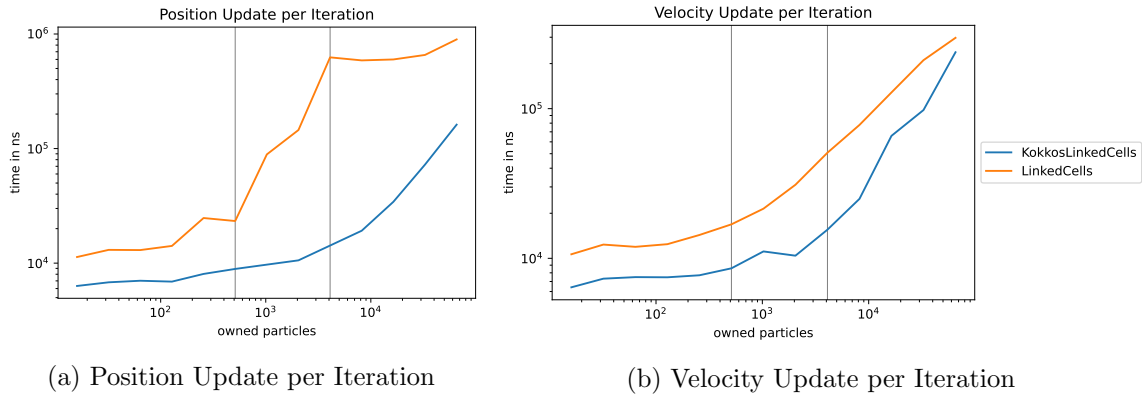 Position Update per Iteration
10^6
10^5
10^4
time in ns
10^2
10^3
10^4
owned particles
(a) Position Update per Iteration
Velocity Update per Iteration
10^5
10^4
time in ns
10^2
10^3
10^4
owned particles
KokkosLinkedCells
LinkedCells
(b) Velocity Update per Iteration